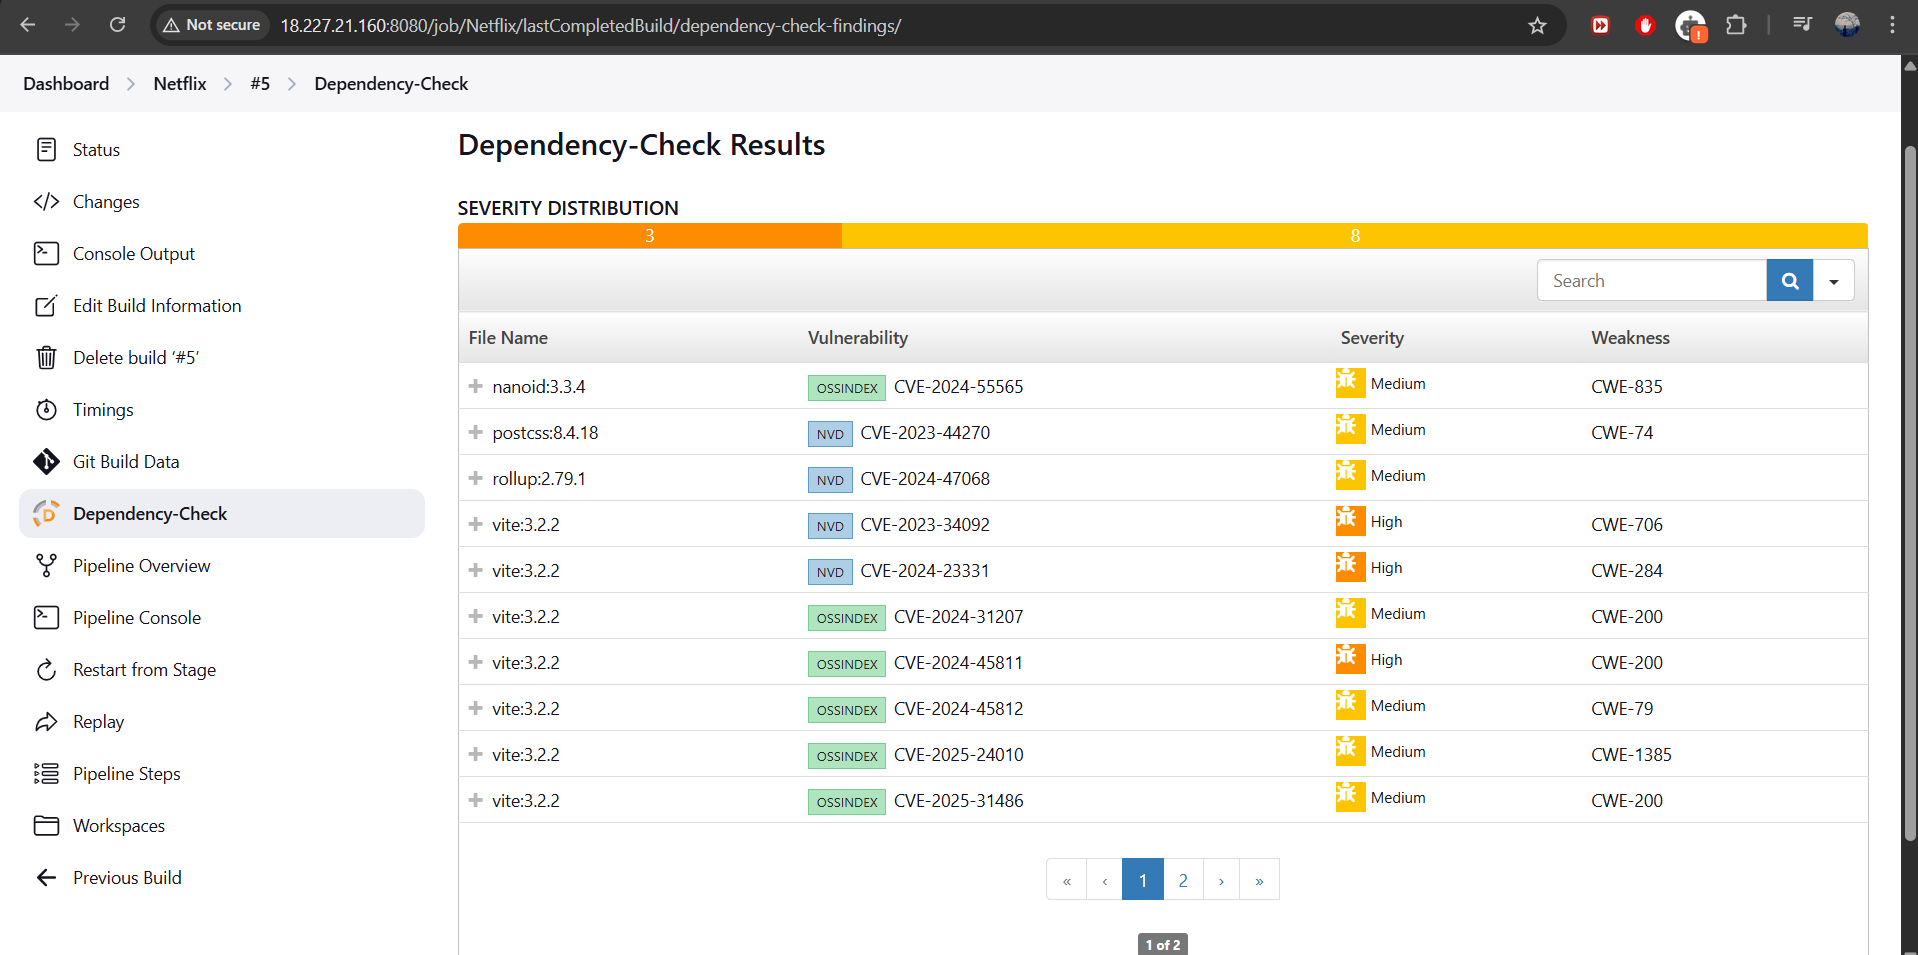 Not secure 18.227.21.160:8080/job/Netflix/lastCompletedBuild/dependency-check-findings/
Dashboard Netflix #5 Dependency-Check
Status
Changes
Console Output
Edit Build Information
Delete build ‘#5’
Timings
Git Build Data
Dependency-Check
Pipeline Overview
Pipeline Console
Restart from Stage
Replay
Pipeline Steps
Workspaces
Previous Build
Dependency-Check Results
SEVERITY DISTRIBUTION
3 8
Search
File Name Vulnerability Severity Weakness
nanoid:3.3.4 OSSINDEX CVE-2024-55565 Medium CWE-835
postcss:8.4.18 NVD CVE-2023-44270 Medium CWE-74
rollup:2.79.1 NVD CVE-2024-47068 Medium
vite:3.2.2 NVD CVE-2023-34092 High CWE-706
vite:3.2.2 NVD CVE-2024-23331 High CWE-284
vite:3.2.2 OSSINDEX CVE-2024-31207 Medium CWE-200
vite:3.2.2 OSSINDEX CVE-2024-45811 High CWE-200
vite:3.2.2 OSSINDEX CVE-2024-45812 Medium CWE-79
vite:3.2.2 OSSINDEX CVE-2025-24010 Medium CWE-1385
vite:3.2.2 OSSINDEX CVE-2025-31486 Medium CWE-200
« ‹ 1 2 › »
1 of 2